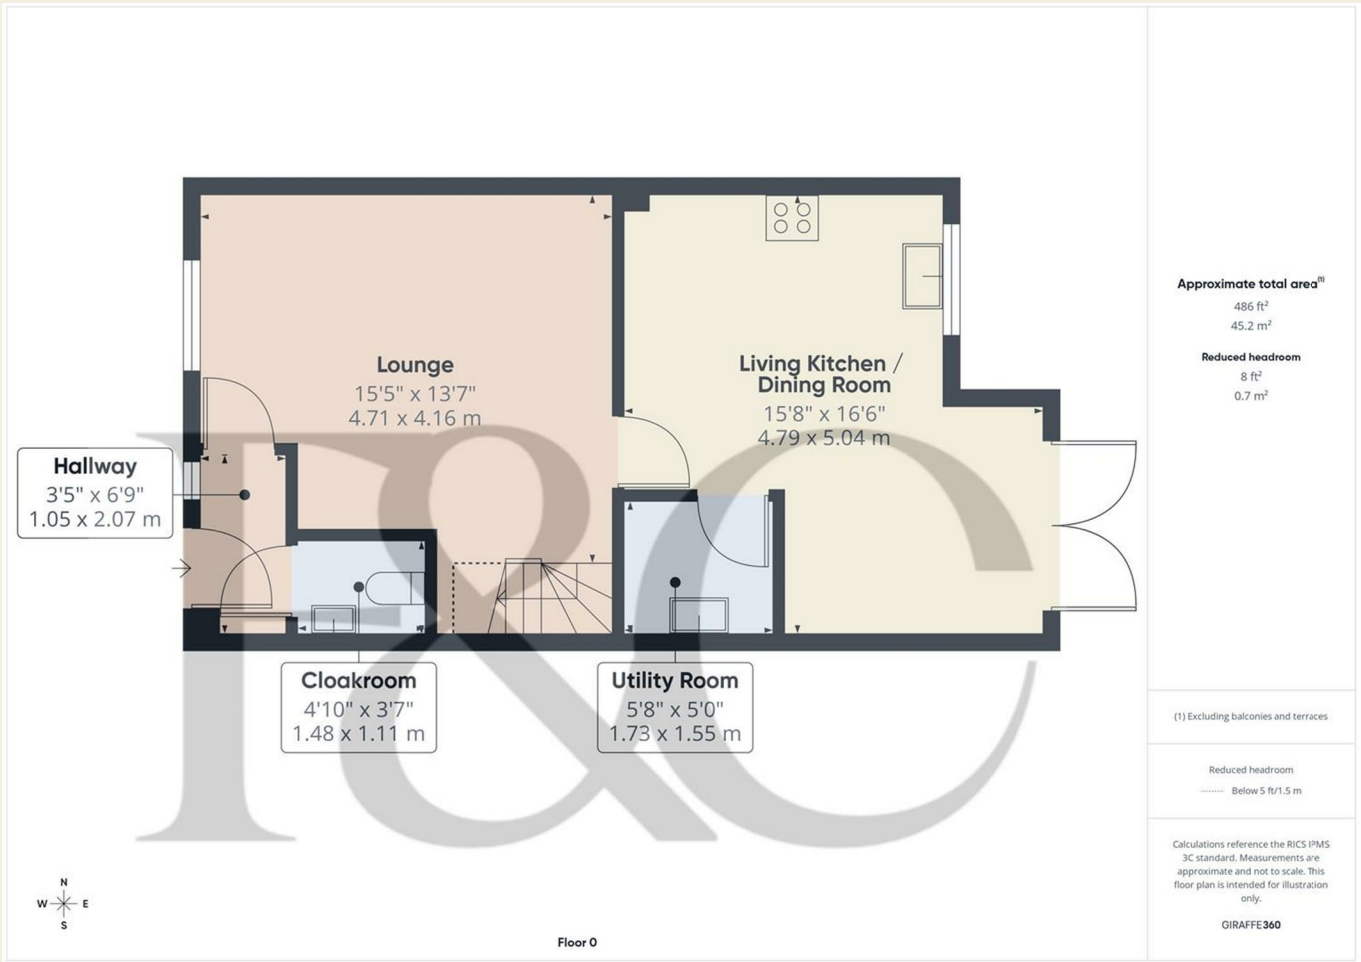 Lounge
15'5" x 13'7"
4.71 x 4.16 m
Living Kitchen /
Dining Room
15'8" x 16'6"
4.79 x 5.04 m
Hallway
3'5" x 6'9"
1.05 x 2.07 m
Cloakroom
4'10" x 3'7"
1.48 x 1.11 m
Utility Room
5'8" x 5'0"
1.73 x 1.55 m
F&C
N
W E
S
Floor 0
Approximate total area(1)
486 ft²
45.2 m²
Reduced headroom
8 ft²
0.7 m²
(1) Excluding balconies and terraces
Reduced headroom
Below 5 ft/1.5 m
Calculations reference the RICS IPMS
3C standard. Measurements are
approximate and not to scale. This
floor plan is intended for illustration
only.
GIRAFFE360